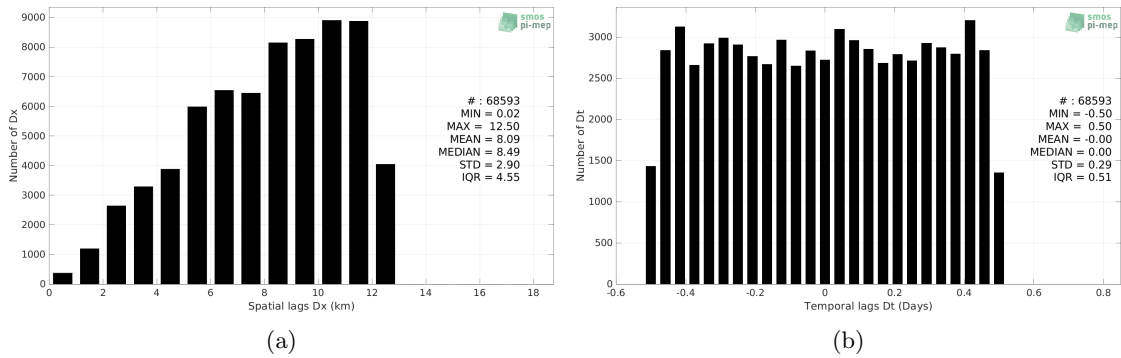 9000
8000
7000
6000
5000
4000
3000
2000
1000
0
Number of Dx
0 2 4 6 8 10 12 14 16 18
Spatial lags Dx (km)
smos
pi-mep
# : 68593
MIN = 0.02
MAX = 12.50
MEAN = 8.09
MEDIAN = 8.49
STD = 2.90
IQR = 4.55
(a)
3000
2500
2000
1500
1000
500
0
Number of Dt
-0.6 -0.4 -0.2 0 0.2 0.4 0.6 0.8
Temporal lags Dt (Days)
smos
pi-mep
# : 68593
MIN = -0.50
MAX = 0.50
MEAN = -0.00
MEDIAN = 0.00
STD = 0.29
IQR = 0.51
(b)